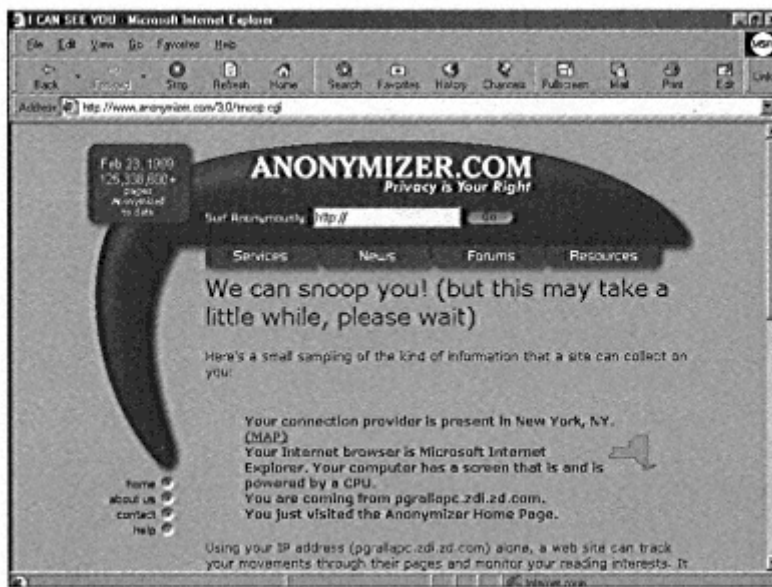 I CAN SEE YOU - Microsoft Internet Explorer
File Edit View Go Favorites Help
Back Forward Stop Refresh Home Search Favorites History Channels Fullscreen Mail Print Edit
Address http://www.anonymizer.com/3.0/snoop.cgi
Feb 23, 1999
pages
Anonymized
to date
ANONYMIZER.COM
Privacy is Your Right
Surf Anonymously: http:// Go
Services News Forums Resources
We can snoop you! (but this may take a
little while, please wait)
Here's a small sampling of the kind of information that a site can collect on
you:
Your connection provider is present in New York, NY.
(MAP)
Your Internet browser is Microsoft Internet
Explorer. Your computer has a screen that is and is
powered by a CPU.
You are coming from pgrallapc.zdi.zd.com.
You just visited the Anonymizer Home Page.
home
about us
contact
help
Using your IP address (pgrallapc.zdi.zd.com) alone, a web site can track
your movements through their pages and monitor your reading interests. It
Internet zone